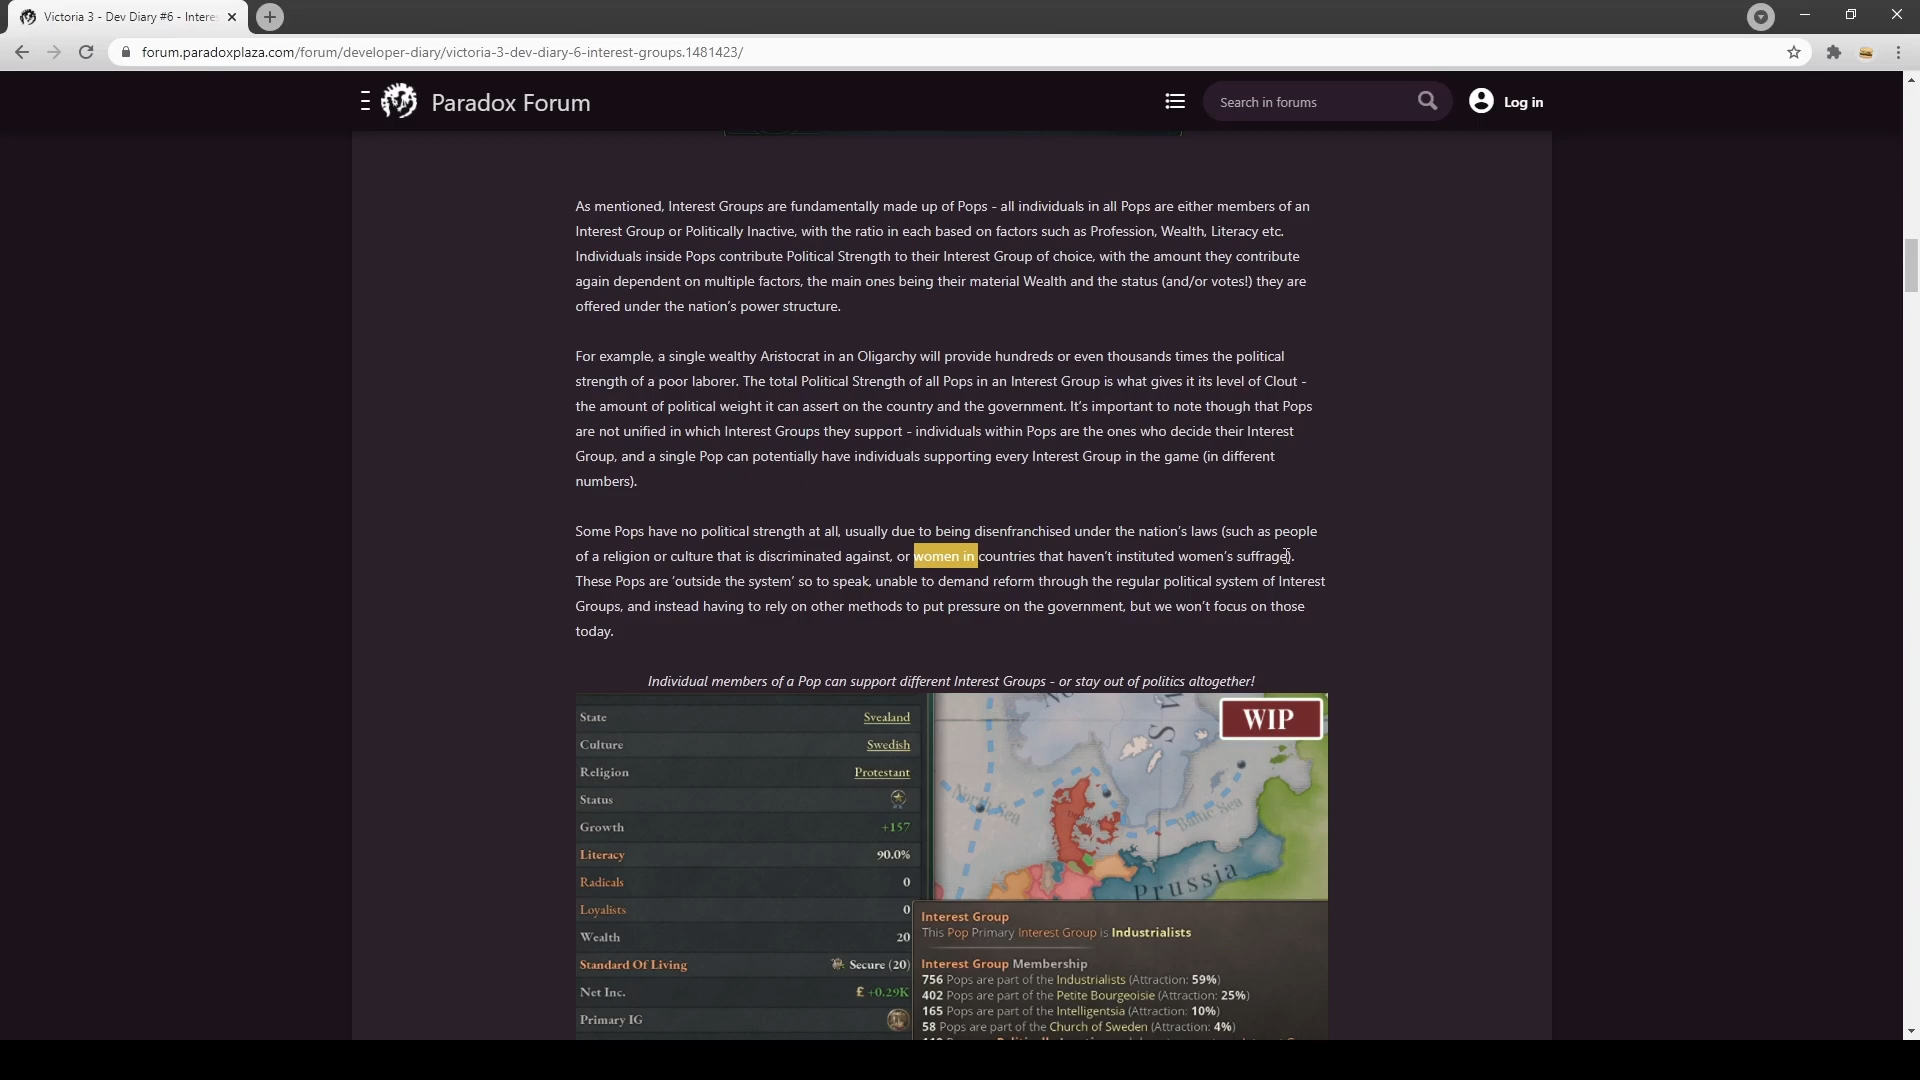 Victoria 3 - Dev Diary #6 - Intere
forum.paradoxplaza.com/forum/developer-diary/victoria-3-dev-diary-6-interest-groups.1481423/
Paradox Forum
Search in forums
Log in
As mentioned, Interest Groups are fundamentally made up of Pops - all individuals in all Pops are either members of an
Interest Group or Politically Inactive, with the ratio in each based on factors such as Profession, Wealth, Literacy etc.
Individuals inside Pops contribute Political Strength to their Interest Group of choice, with the amount they contribute
again dependent on multiple factors, the main ones being their material Wealth and the status (and/or votes!) they are
offered under the nation's power structure.
For example, a single wealthy Aristocrat in an Oligarchy will provide hundreds or even thousands times the political
strength of a poor laborer. The total Political Strength of all Pops in an Interest Group is what gives it its level of Clout -
the amount of political weight it can assert on the country and the government. It's important to note though that Pops
are not unified in which Interest Groups they support - individuals within Pops are the ones who decide their Interest
Group, and a single Pop can potentially have individuals supporting every Interest Group in the game (in different
numbers).
Some Pops have no political strength at all, usually due to being disenfranchised under the nation's laws (such as people
of a religion or culture that is discriminated against, or women in countries that haven't instituted women's suffrage).
These Pops are 'outside the system' so to speak, unable to demand reform through the regular political system of Interest
Groups, and instead having to rely on other methods to put pressure on the government, but we won't focus on those
today.
Individual members of a Pop can support different Interest Groups - or stay out of politics altogether!
State Svealand
Culture Swedish
Religion Protestant
Status
Growth +157
Literacy 90.0%
Radicals 0
Loyalists 0
Wealth 20
Standard Of Living Secure (20)
Net Inc. £ +0.29K
Primary IG
WIP
North Sea
Baltic Sea
Prussia
Interest Group
This Pop Primary Interest Group is Industrialists
Interest Group Membership
756 Pops are part of the Industrialists (Attraction: 59%)
402 Pops are part of the Petite Bourgeoisie (Attraction: 25%)
165 Pops are part of the Intelligentsia (Attraction: 10%)
58 Pops are part of the Church of Sweden (Attraction: 4%)